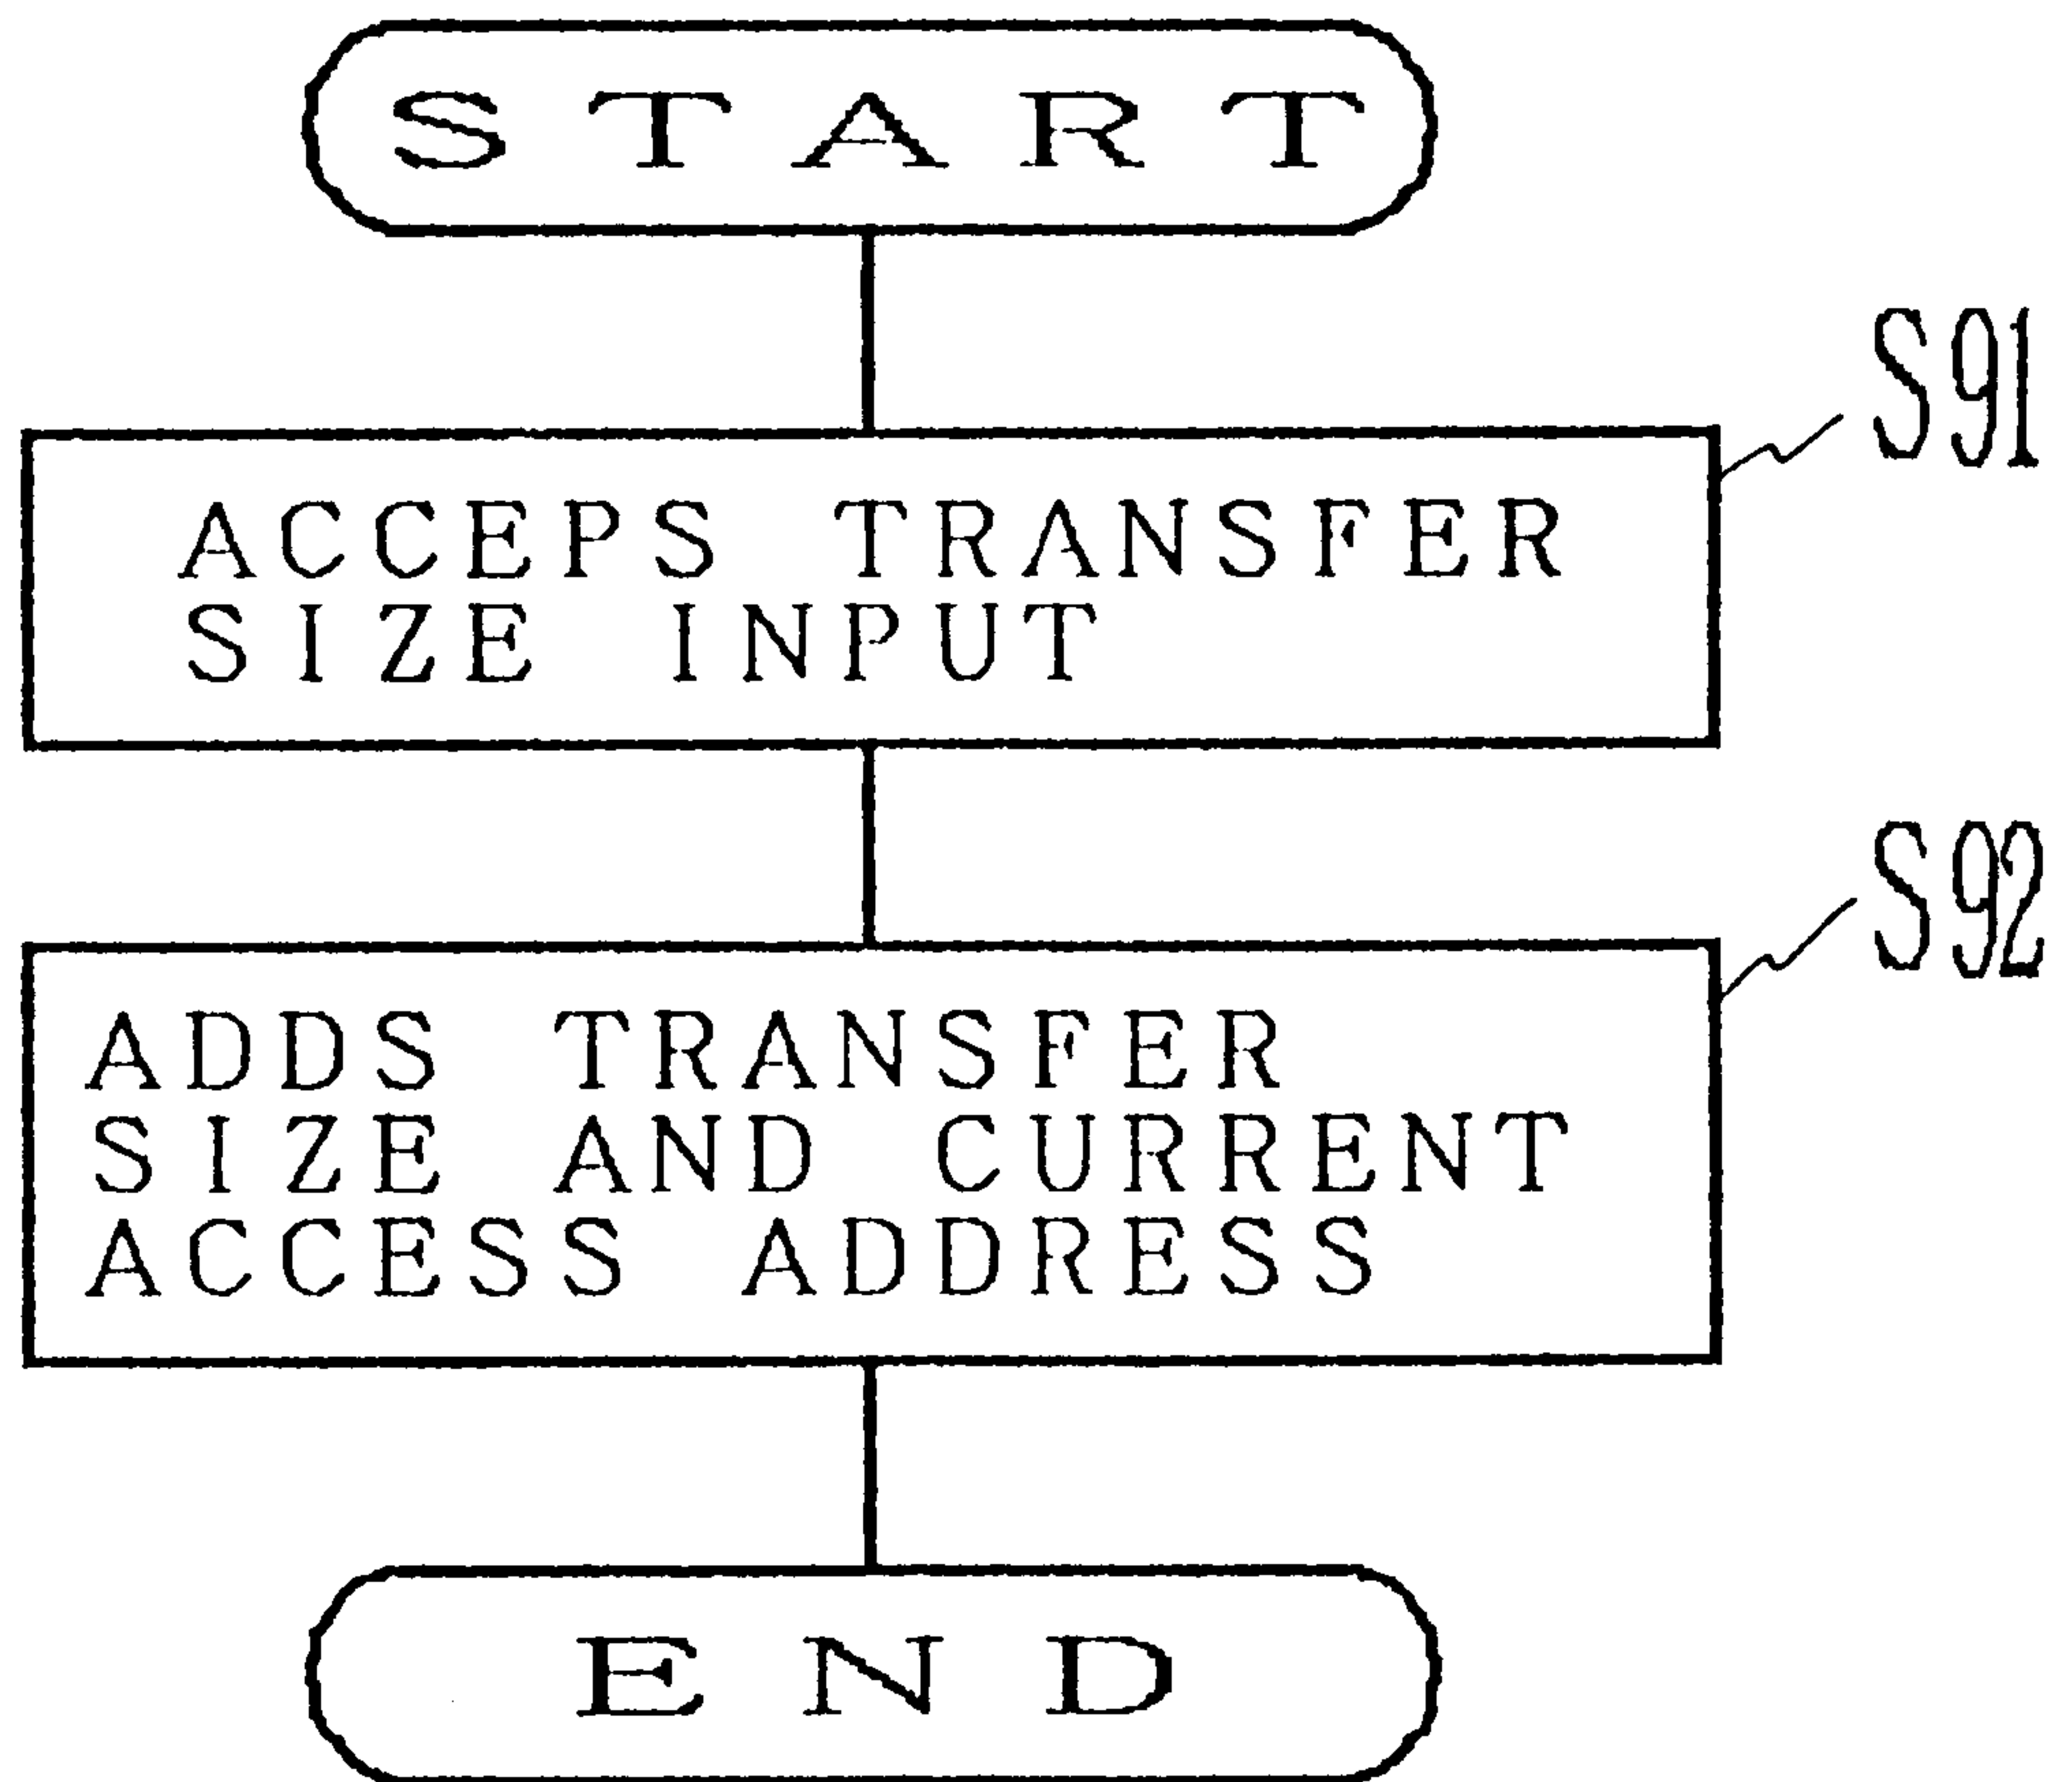 START
S91
ACCEPS TRANSFER
SIZE INPUT
S92
ADDS TRANSFER
SIZE AND CURRENT
ACCESS ADDRESS
END